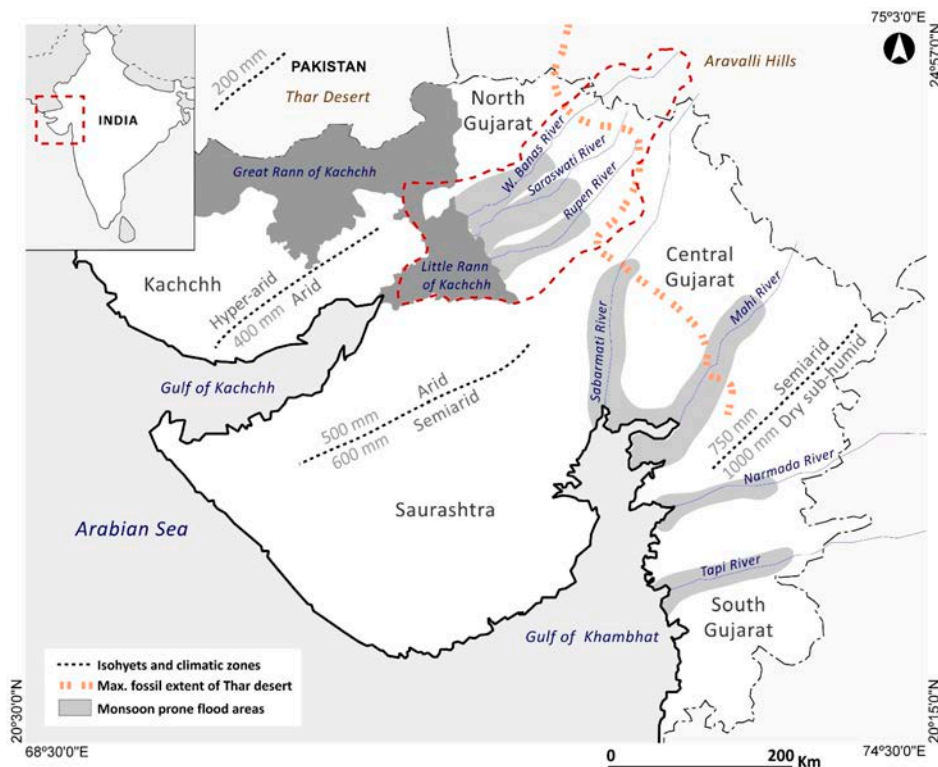 75°3'0"E
24°57'0"N
INDIA
200 mm
PAKISTAN
Thar Desert
Aravalli Hills
North
Gujarat
Great Rann of Kachchh
W. Banas River
Saraswati River
Rupen River
Little Rann
of Kachchh
Kachchh
Hyper-arid
400 mm Arid
Central
Gujarat
Mahi River
Sabarmati River
Gulf of Kachchh
500 mm Arid
600 mm Semiarid
750 mm Semiarid
1000 mm Dry sub-humid
Narmada River
Saurashtra
Arabian Sea
Tapi River
South
Gujarat
Gulf of Khambhat
Isohyets and climatic zones
Max. fossil extent of Thar desert
Monsoon prone flood areas
20°30'0"N
68°30'0"E
20°15'0"N
74°30'0"E
0 200 Km